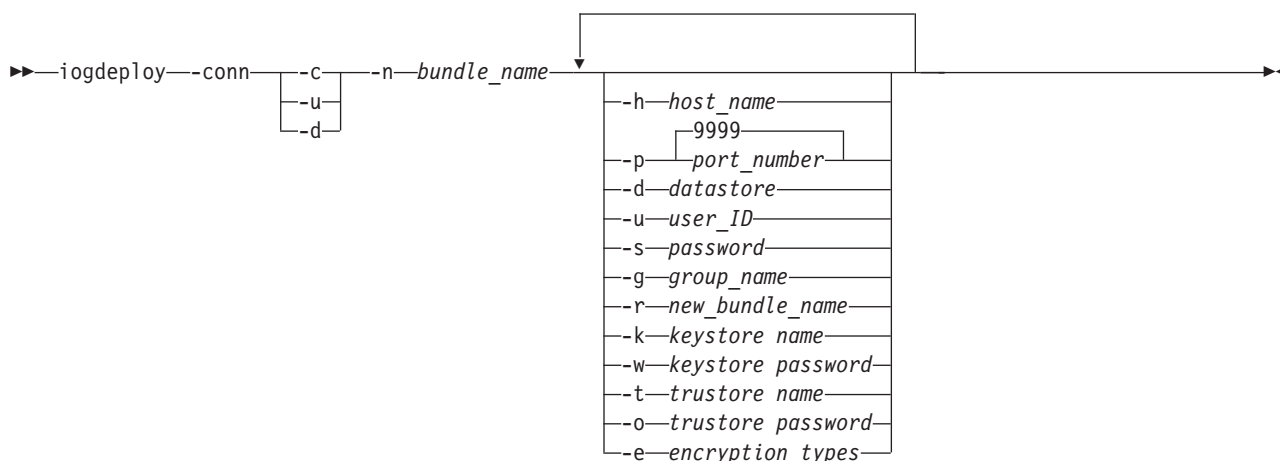 iogdeploy -conn -c -n bundle_name
-u
-d
-h host_name
9999
-p port_number
-d datastore
-u user_ID
-s password
-g group_name
-r new_bundle_name
-k keystore name
-w keystore password
-t trustore name
-o trustore password
-e encryption types